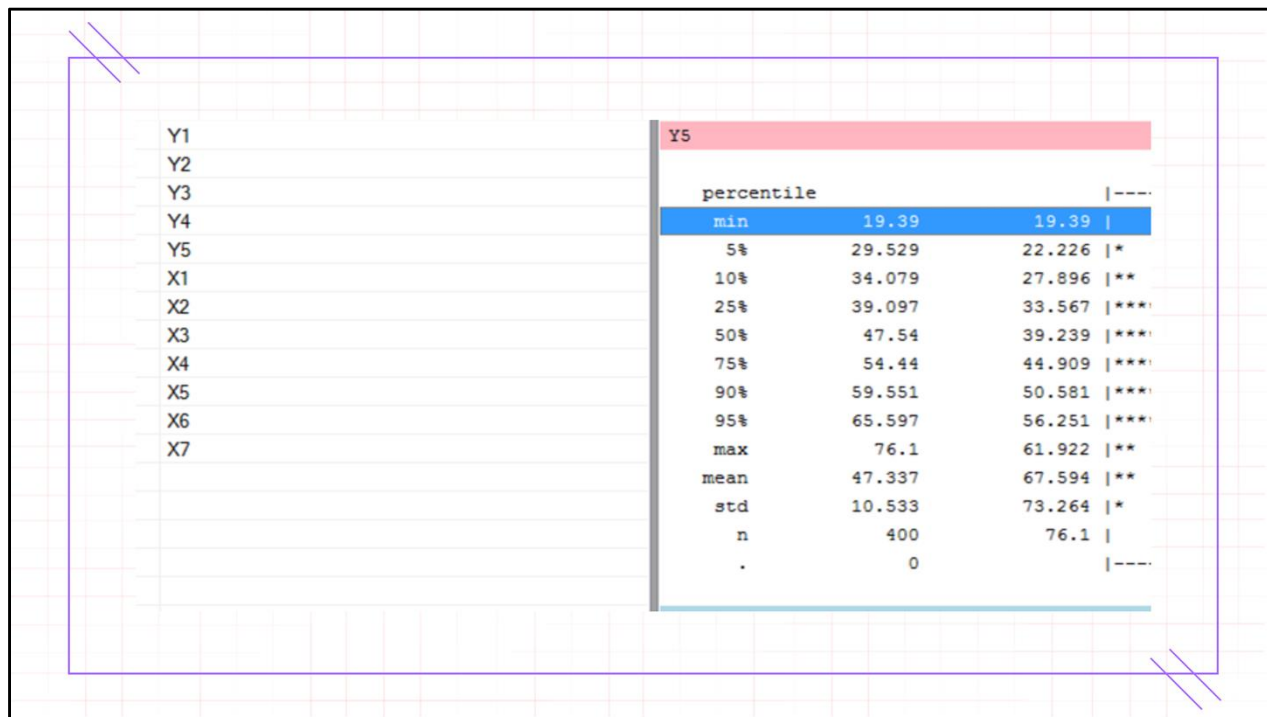 Y1
Y2
Y3
Y4
Y5
X1
X2
X3
X4
X5
X6
X7
Y5
percentile |----
min 19.39 19.39 |
5% 29.529 22.226 |*
10% 34.079 27.896 |**
25% 39.097 33.567 |****
50% 47.54 39.239 |****
75% 54.44 44.909 |****
90% 59.551 50.581 |****
95% 65.597 56.251 |****
max 76.1 61.922 |**
mean 47.337 67.594 |**
std 10.533 73.264 |*
n 400 76.1 |
. 0 |----